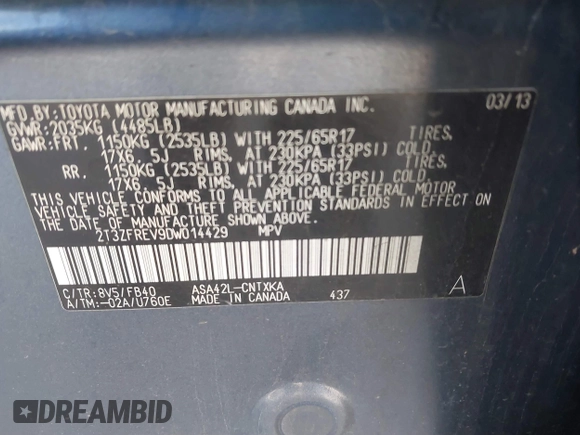 MFD. BY: TOYOTA MOTOR MANUFACTURING CANADA INC. 03/13
GVWR: 2035KG (4485LB)
GAWR: FRT. 1150KG (2535LB) WITH 225/65R17 TIRES,
17X6.5J RIMS, AT 230KPA (33PSI) COLD.
RR. 1150KG (2535LB) WITH 225/65R17 TIRES,
17X6.5J RIMS, AT 230KPA (33PSI) COLD.
THIS VEHICLE CONFORMS TO ALL APPLICABLE FEDERAL MOTOR
VEHICLE SAFETY AND THEFT PREVENTION STANDARDS IN EFFECT ON
THE DATE OF MANUFACTURE SHOWN ABOVE.
2T3ZFREV9DW014429 MPV
C/TR: 8V5/FB40 ASA42L-CNTXKA
A/TM: -02A/U760E MADE IN CANADA 437 A
DREAMBID